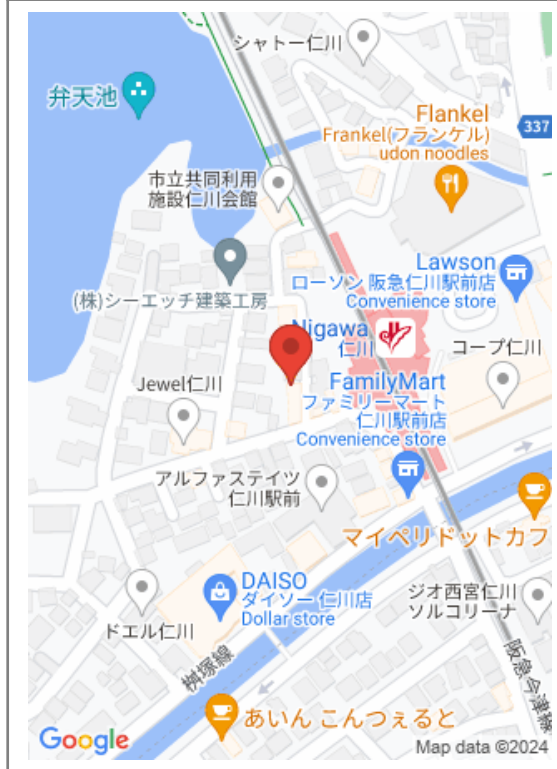 シャトー仁川
弁天池
Flankel
Frankel(フランケル)
udon noodles
337
市立共同利用
施設仁川会館
Lawson
ローソン 阪急仁川駅前店
Convenience store
(株)シーエッチ建築工房
Nigawa
仁川
コープ仁川
FamilyMart
ファミリーマート
仁川駅前店
Convenience store
Jewel仁川
アルファステイツ
仁川駅前
マイペリドットカフ
DAISO
ダイソー 仁川店
Dollar store
ジオ西宮仁川
ソルコリーナ
ドエル仁川
桝塚線
阪急今津線
あいん こんつぇると
Google
Map data ©2024